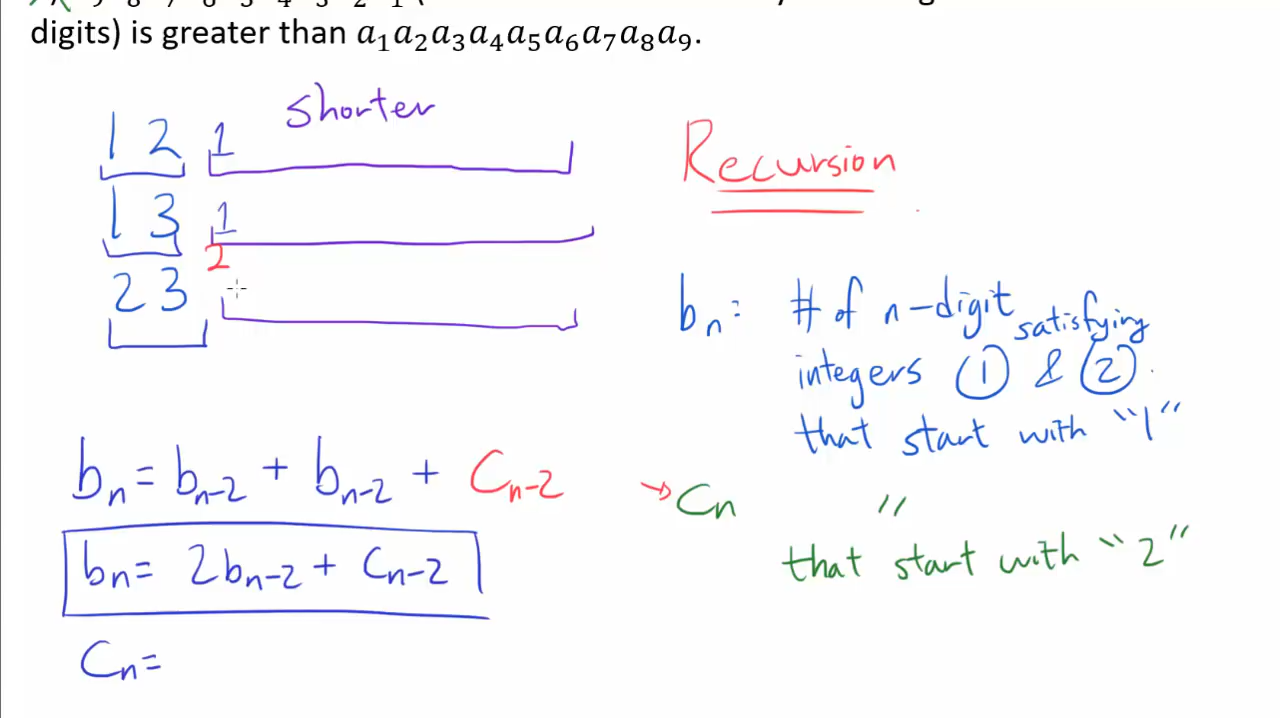 digits) is greater than a₁a₂a₃a₄a₅a₆a₇a₈a₉.
Shorter
1 2 1
1 3 1
2
2 3
Recursion
bₙ: # of n-digit satisfying
integers ① & ②.
that start with "1"
bₙ = bₙ₋₂ + bₙ₋₂ + Cₙ₋₂
→ Cₙ "
that start with "2"
bₙ = 2bₙ₋₂ + Cₙ₋₂
Cₙ =